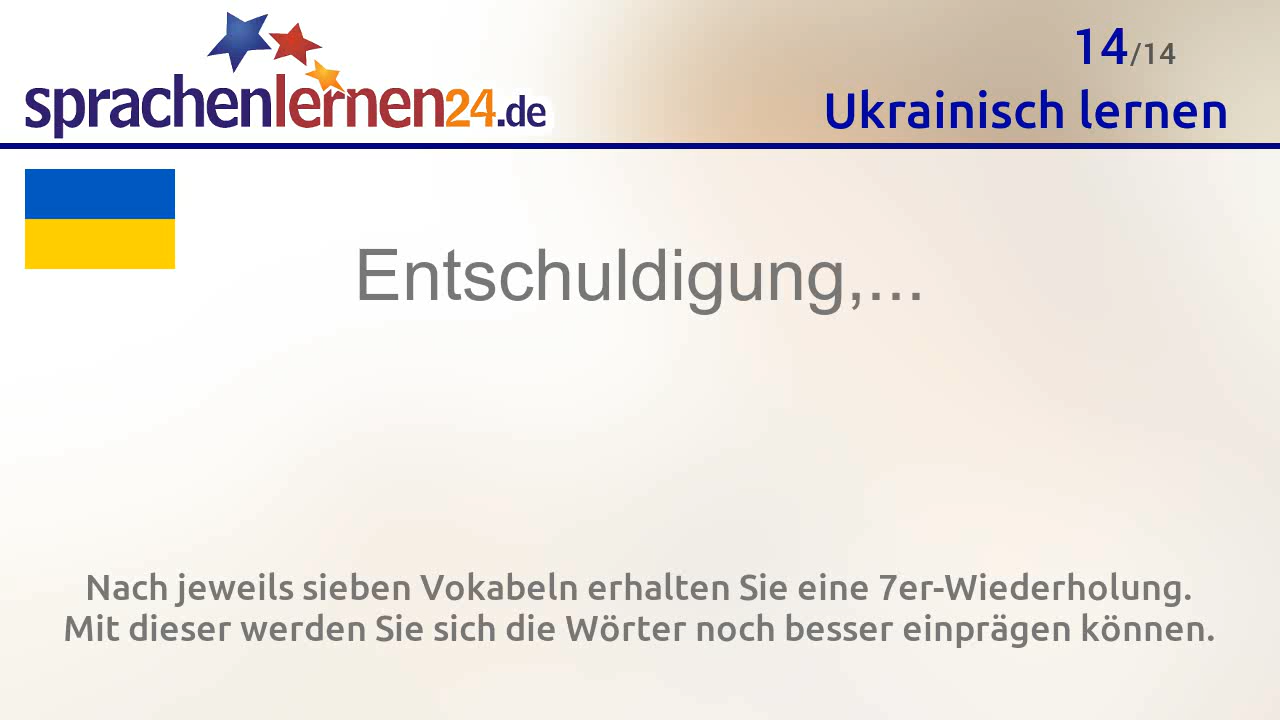 sprachenlernen24.de
14/14
Ukrainisch lernen
Entschuldigung,...
Nach jeweils sieben Vokabeln erhalten Sie eine 7er-Wiederholung.
Mit dieser werden Sie sich die Wörter noch besser einprägen können.